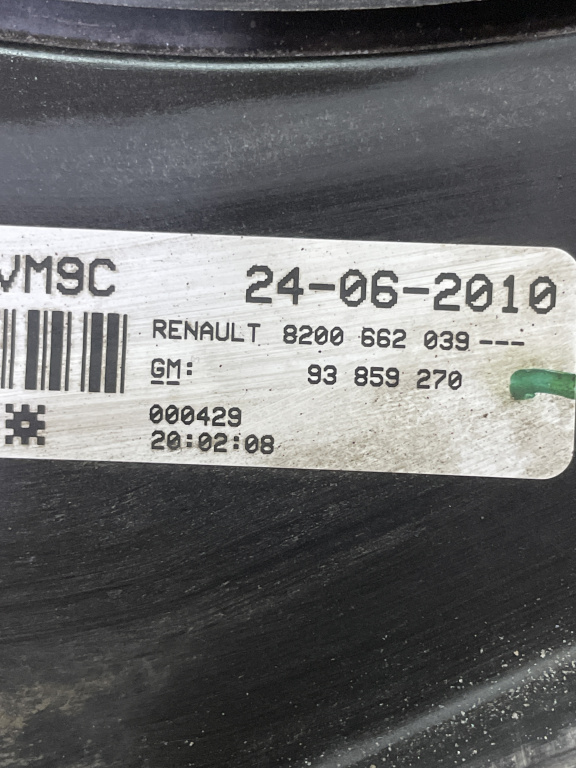 VM9C 24-06-2010
RENAULT 8200 662 039 ---
GM: 93 859 270
000429
20:02:08